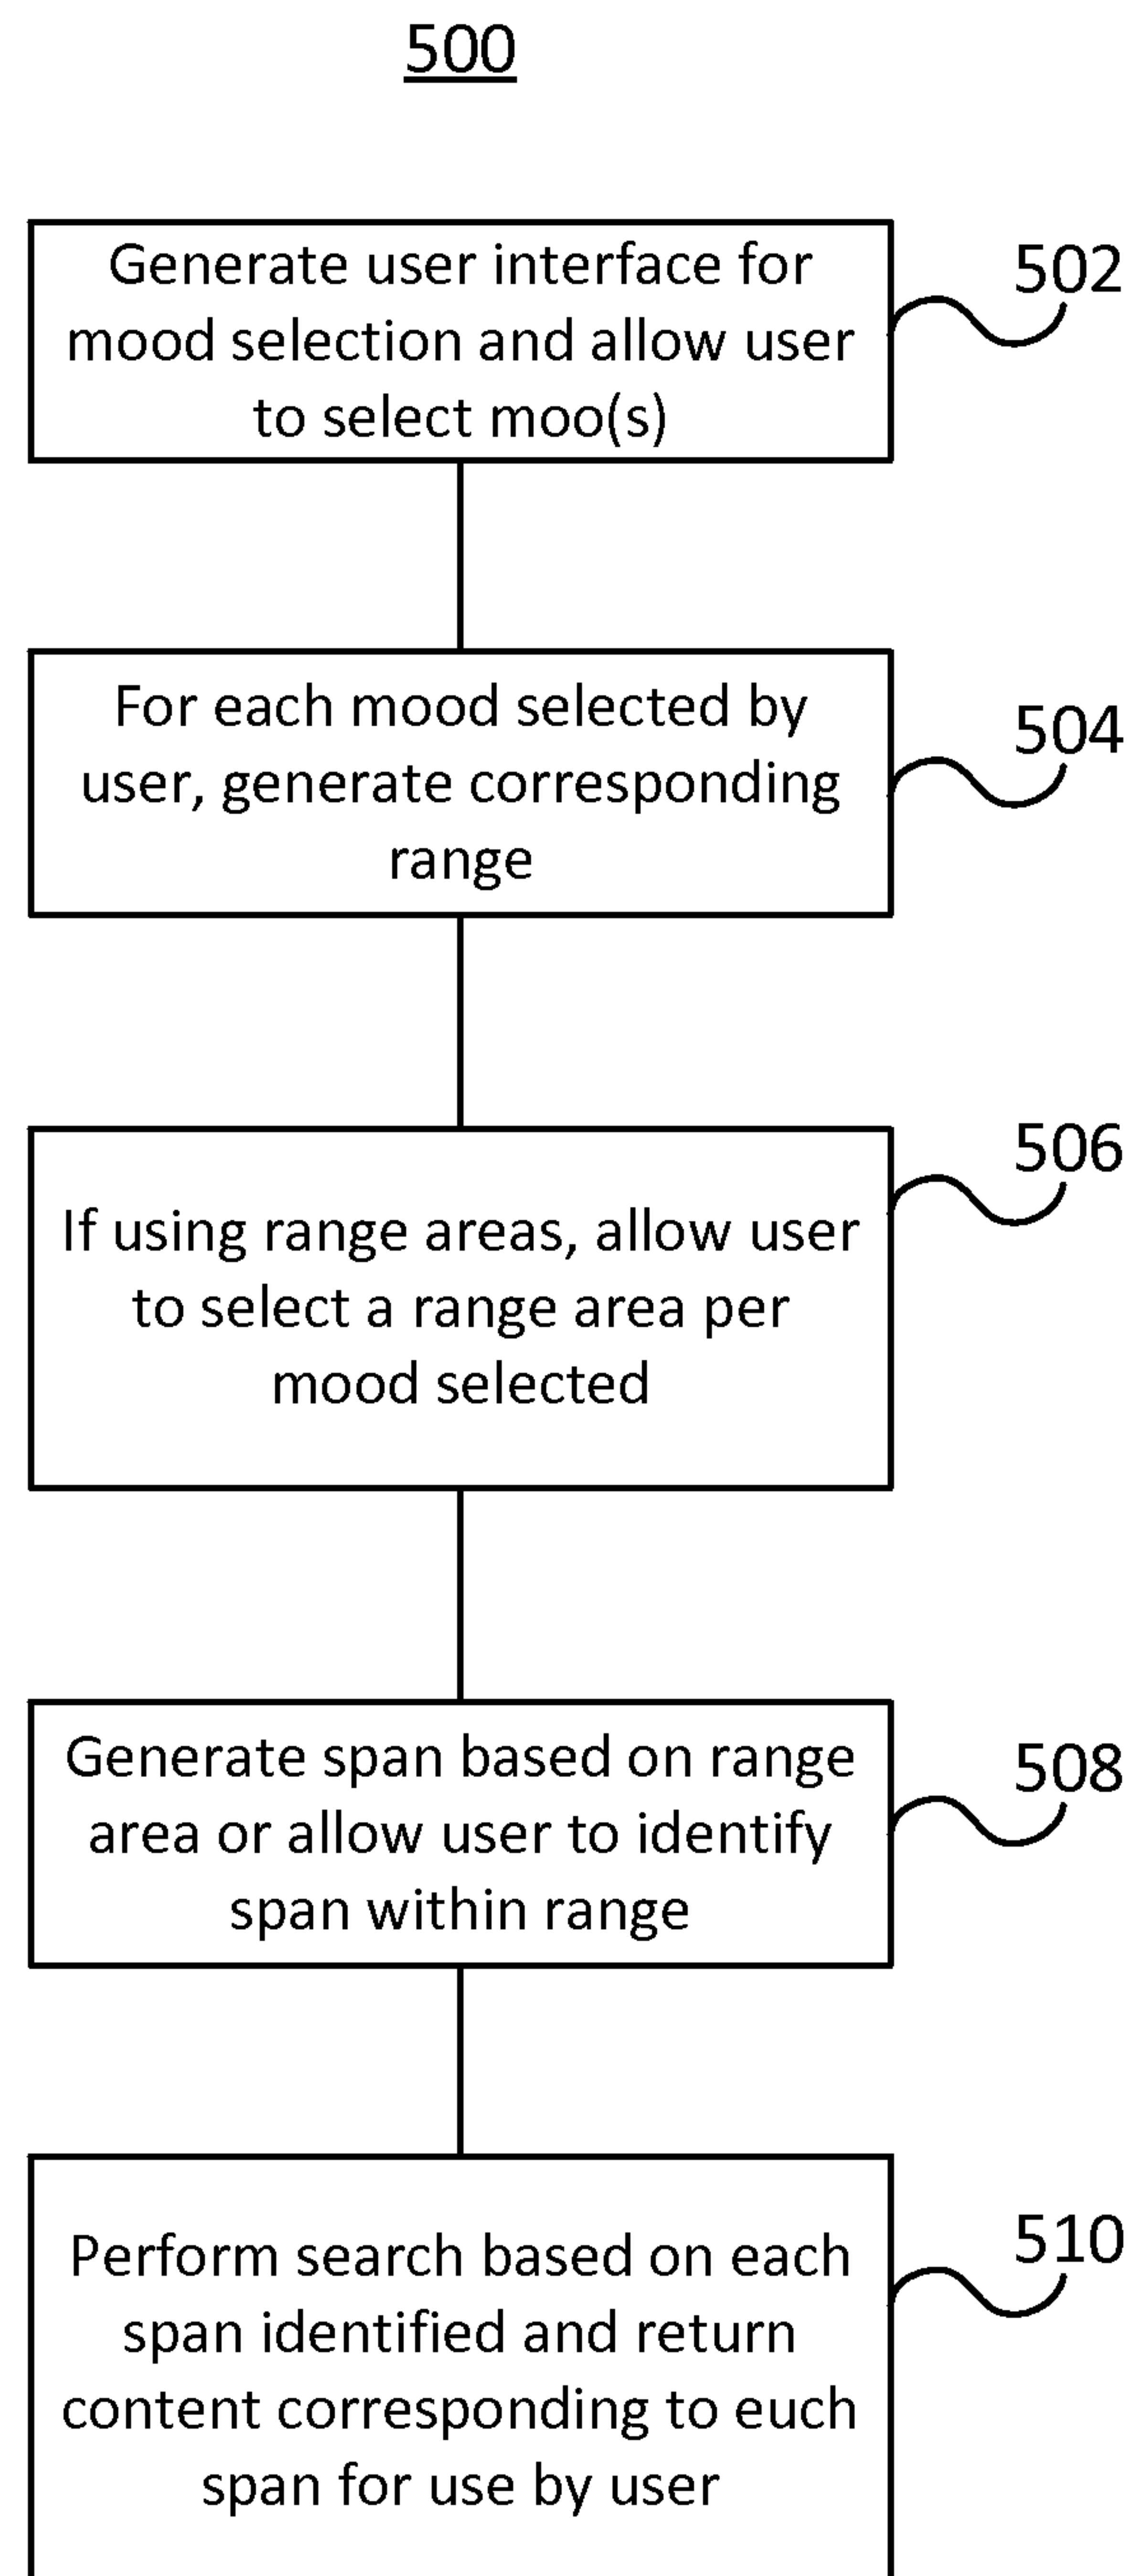 500
Generate user interface for
mood selection and allow user
to select moo(s)
502
For each mood selected by
user, generate corresponding
range
504
If using range areas, allow user
to select a range area per
mood selected
506
Generate span based on range
area or allow user to identify
span within range
508
Perform search based on each
span identified and return
content corresponding to euch
span for use by user
510